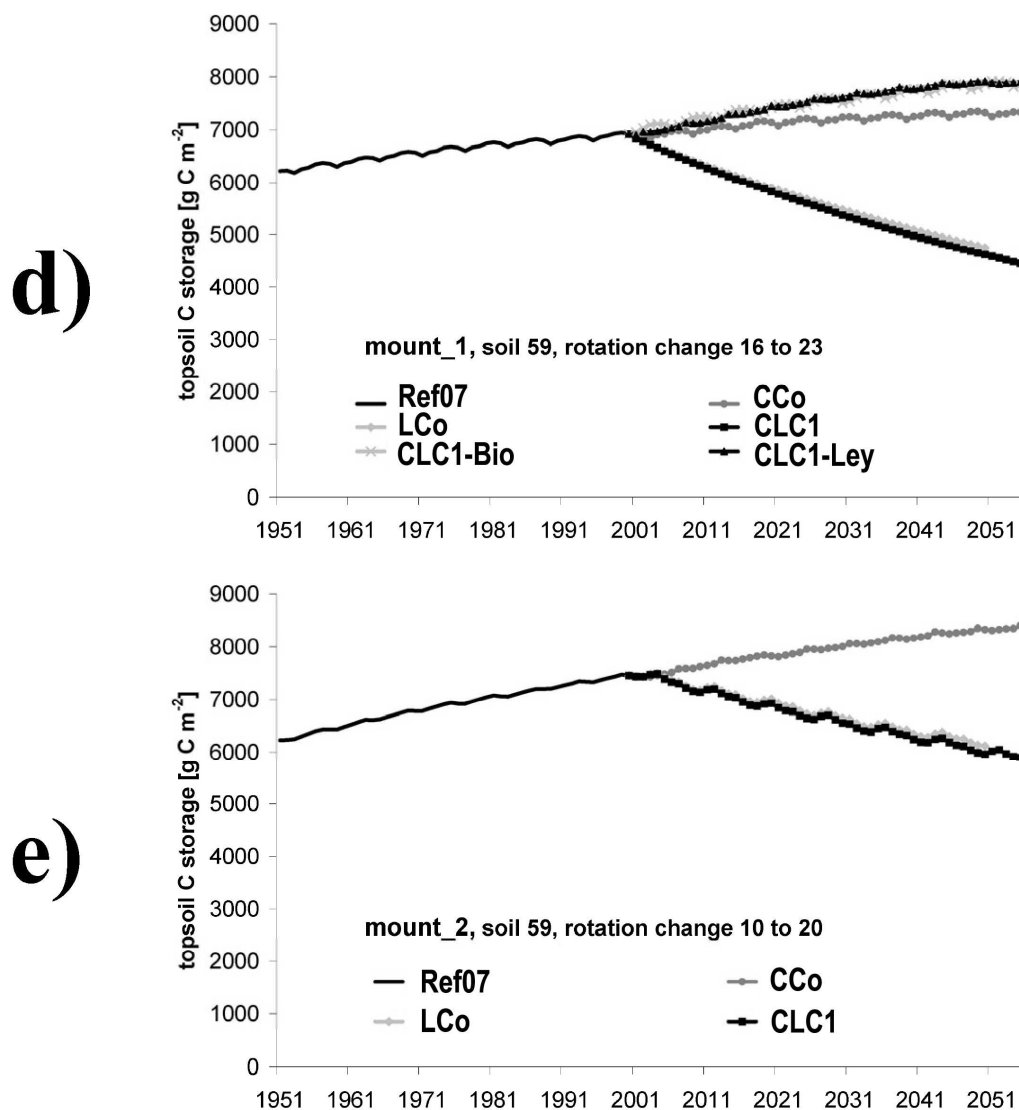 d)
topsoil C storage [g C m⁻²]
9000
8000
7000
6000
5000
4000
3000
2000
1000
0
mount_1, soil 59, rotation change 16 to 23
Ref07 CCo
LCo CLC1
CLC1-Bio CLC1-Ley
1951 1961 1971 1981 1991 2001 2011 2021 2031 2041 2051
e)
topsoil C storage [g C m⁻²]
9000
8000
7000
6000
5000
4000
3000
2000
1000
0
mount_2, soil 59, rotation change 10 to 20
Ref07 CCo
LCo CLC1
1951 1961 1971 1981 1991 2001 2011 2021 2031 2041 2051